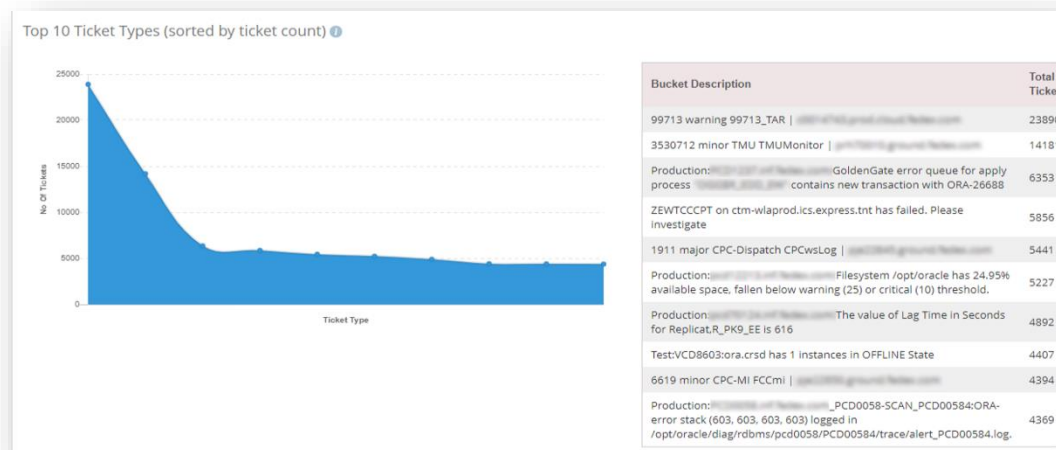 Top 10 Ticket Types (sorted by ticket count)
25000
20000
15000
10000
5000
0
No Of Tickets
Ticket Type
Bucket Description Total
Ticke
99713 warning 99713_TAR | 23890
3530712 minor TMU TMUMonitor | 14181
Production: GoldenGate error queue for apply
process contains new transaction with ORA-26688 6353
ZEWTCCCPT on ctm-wlaprod.ics.express.tnt has failed. Please
investigate 5856
1911 major CPC-Dispatch CPCwsLog | 5441
Production: Filesystem /opt/oracle has 24.95%
available space, fallen below warning (25) or critical (10) threshold. 5227
Production: The value of Lag Time in Seconds
for Replicat,R_PK9_EE is 616 4892
Test:VCD8603:ora.crsd has 1 instances in OFFLINE State 4407
6619 minor CPC-MI FCCmi | 4394
Production: _PCD0058-SCAN_PCD00584:ORA-
error stack (603, 603, 603, 603) logged in 4369
/opt/oracle/diag/rdbms/pcd0058/PCD00584/trace/alert_PCD00584.log.